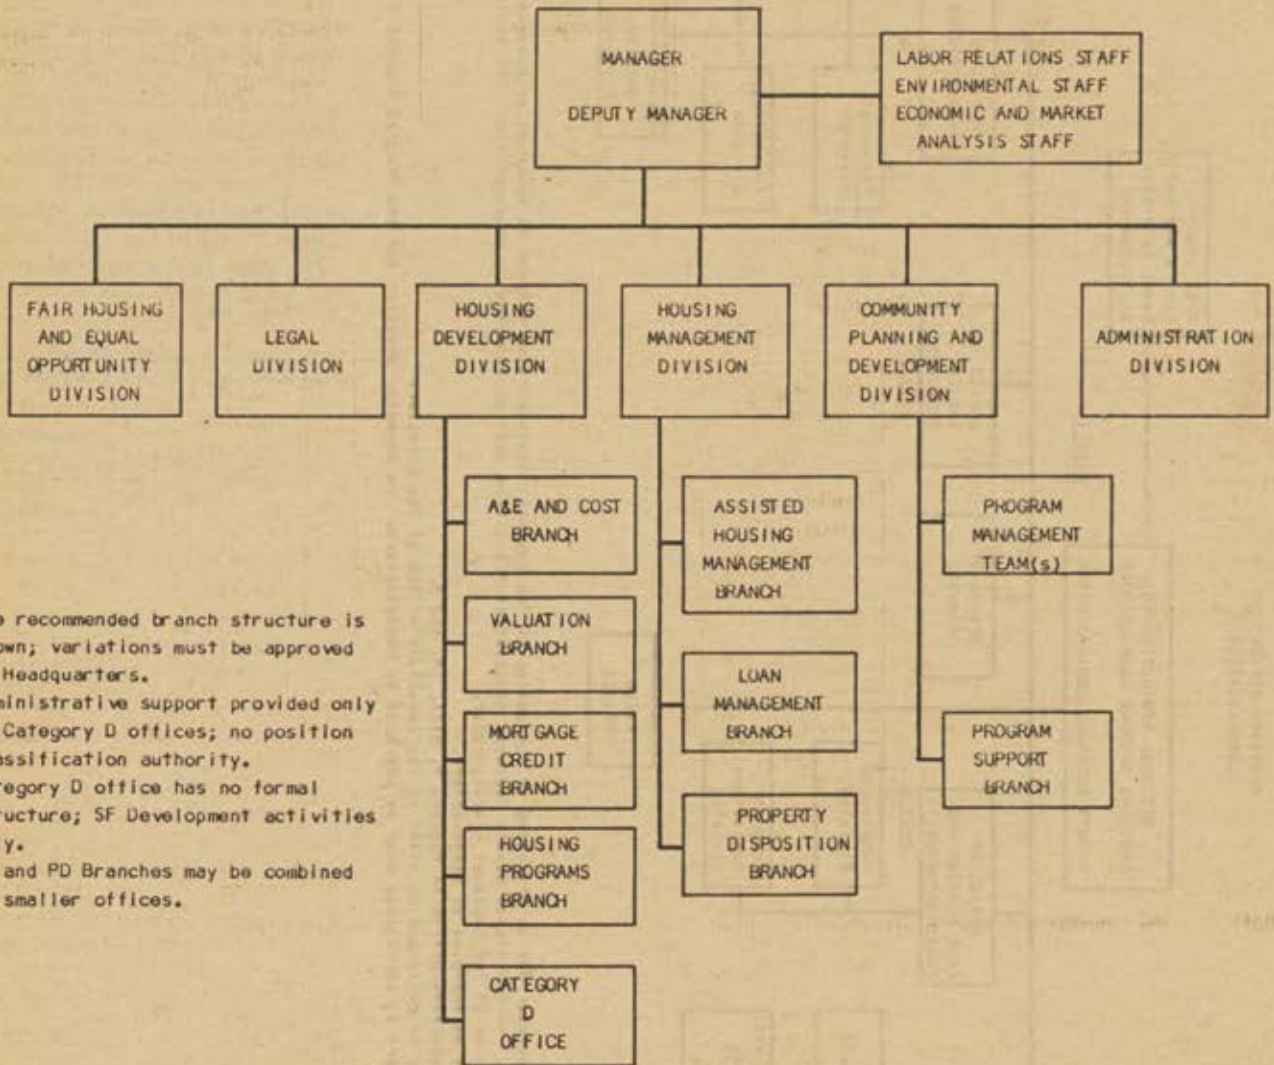 MANAGER
DEPUTY MANAGER
LABOR RELATIONS STAFF
ENVIRONMENTAL STAFF
ECONOMIC AND MARKET
ANALYSIS STAFF
FAIR HOUSING
AND EQUAL
OPPORTUNITY
DIVISION
LEGAL
DIVISION
HOUSING
DEVELOPMENT
DIVISION
HOUSING
MANAGEMENT
DIVISION
COMMUNITY
PLANNING AND
DEVELOPMENT
DIVISION
ADMINISTRATION
DIVISION
A&E AND COST
BRANCH
VALUATION
BRANCH
MORTGAGE
CREDIT
BRANCH
HOUSING
PROGRAMS
BRANCH
CATEGORY
D
OFFICE
ASSISTED
HOUSING
MANAGEMENT
BRANCH
LOAN
MANAGEMENT
BRANCH
PROPERTY
DISPOSITION
BRANCH
PROGRAM
MANAGEMENT
TEAM(s)
PROGRAM
SUPPORT
BRANCH
recommended branch structure is
own; variations must be approved
Headquarters.
ministrative support provided only
Category D offices; no position
assification authority.
tegory D office has no formal
ructure; SF Development activities
y.
and PD Branches may be combined
smaller offices.